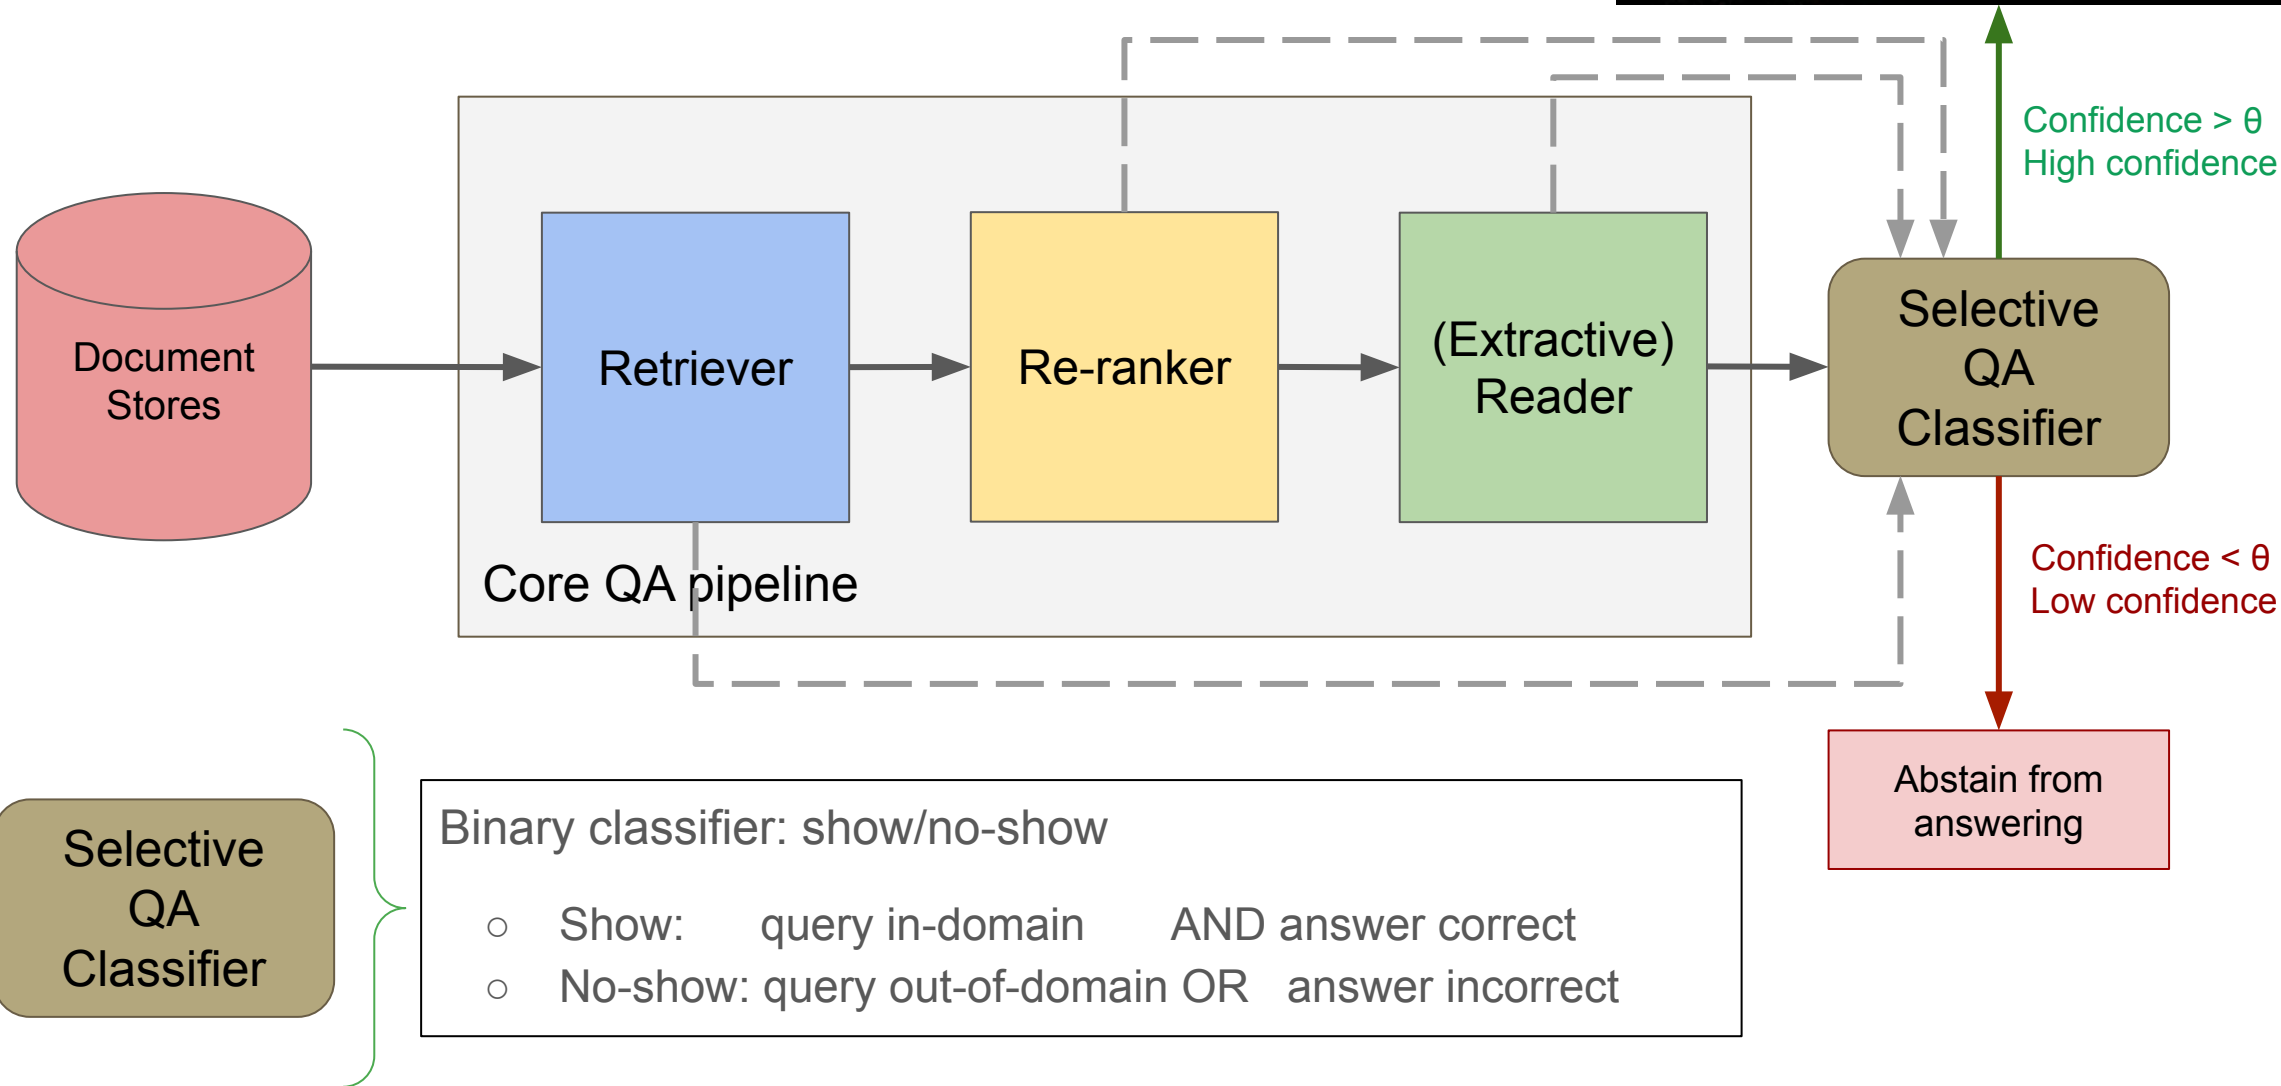 Confidence > θ
High confidence
Document
Stores
Retriever
Re-ranker
(Extractive)
Reader
Selective
QA
Classifier
Core QA pipeline
Confidence < θ
Low confidence
Abstain from
answering
Selective
QA
Classifier
Binary classifier: show/no-show
○ Show: query in-domain AND answer correct
○ No-show: query out-of-domain OR answer incorrect